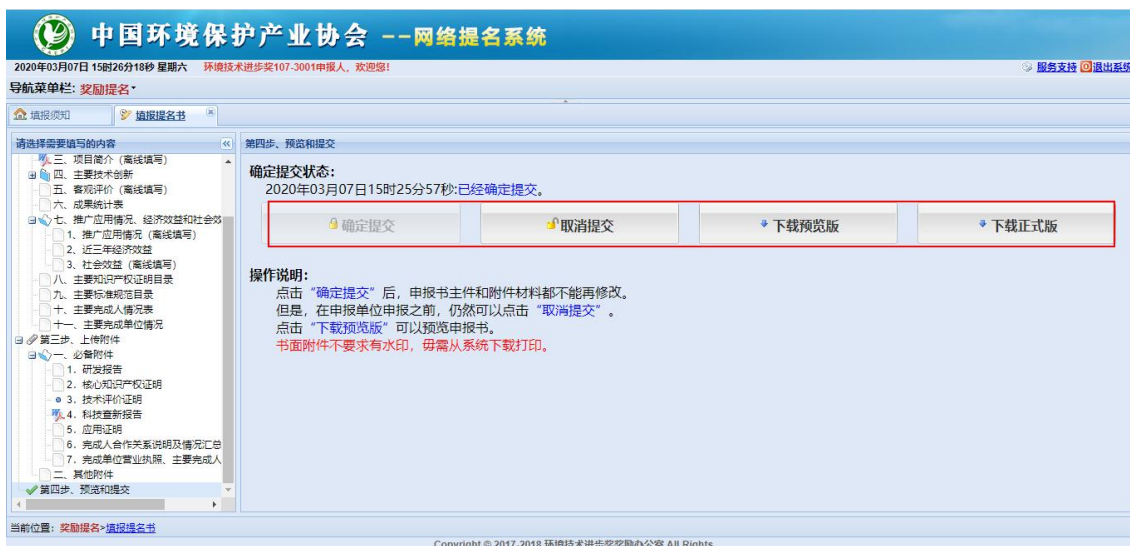 中国环境保护产业协会 --网络提名系统
2020年03月07日 15时26分18秒 星期六 环境技术进步奖107-3001申报人, 欢迎您!
服务支持 退出系统
导航菜单栏: 奖励提名
填报须知 填报提名书
请选择需要填写的内容
三、项目简介（离线填写）
四、主要技术创新
五、客观评价（离线填写）
六、成果统计表
七、推广应用情况、经济效益和社会效
1、推广应用情况（离线填写）
2、近三年经济效益
3、社会效益（离线填写）
八、主要知识产权证明目录
九、主要标准规范目录
十、主要完成人情况表
十一、主要完成单位情况
第三步、上传附件
一、必备附件
1. 研发报告
2. 核心知识产权证明
3. 技术评价证明
4. 科技查新报告
5. 应用证明
6. 完成人合作关系说明及情况汇总
7. 完成单位营业执照、主要完成人
二、其他附件
第四步、预览和提交
第四步、预览和提交
确定提交状态：
2020年03月07日15时25分57秒:已经确定提交。
确定提交 取消提交 下载预览版 下载正式版
操作说明：
点击“确定提交”后，申报书主件和附件材料都不能再修改。
但是，在申报单位申报之前，仍然可以点击“取消提交”。
点击“下载预览版”可以预览申报书。
书面附件不要求有水印，毋需从系统下载打印。
当前位置：奖励提名>填报提名书
Copyright © 2017-2018 环境技术进步奖奖励办公室 All Rights